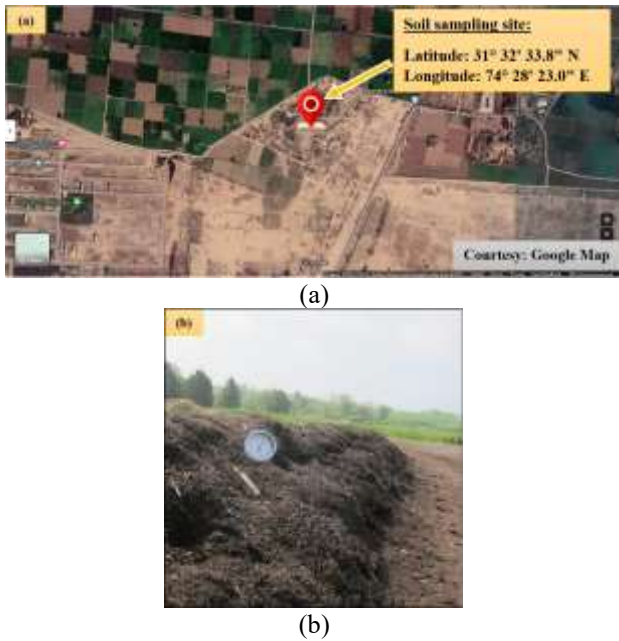 (a)
Soil sampling site:
Latitude: 31° 32' 33.8" N
Longitude: 74° 28' 23.0" E
Courtesy: Google Map
(a)
(b)
(b)